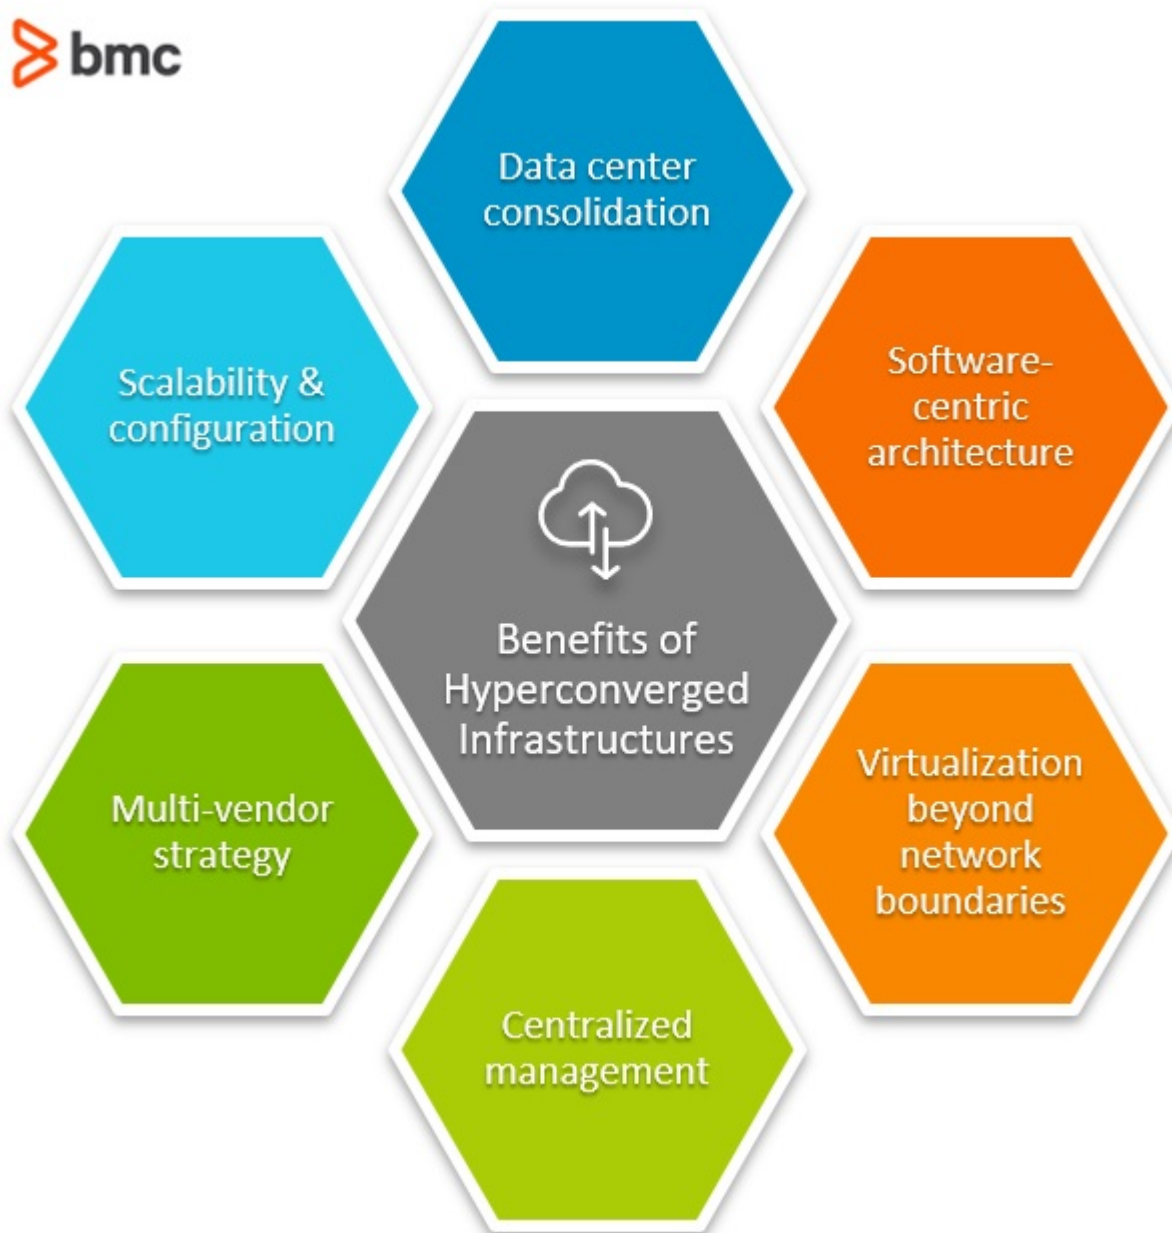 bmc
Data center
consolidation
Scalability &
configuration
Software-
centric
architecture
Benefits of
Hyperconverged
Infrastructures
Multi-vendor
strategy
Virtualization
beyond
network
boundaries
Centralized
management